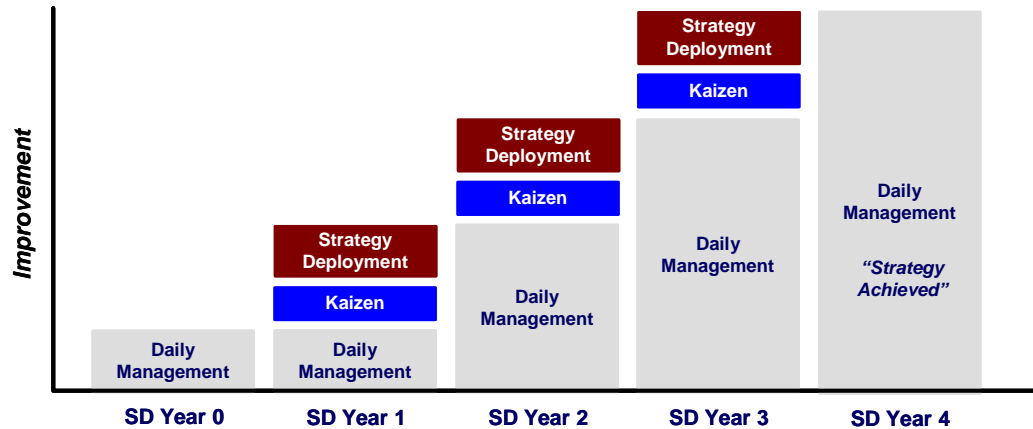 Improvement
Strategy
Deployment
Kaizen
Strategy
Deployment
Kaizen
Strategy
Deployment
Kaizen
Daily
Management
Daily
Management
Daily
Management
Daily
Management
Daily
Management
“Strategy
Achieved”
SD Year 0
SD Year 1
SD Year 2
SD Year 3
SD Year 4